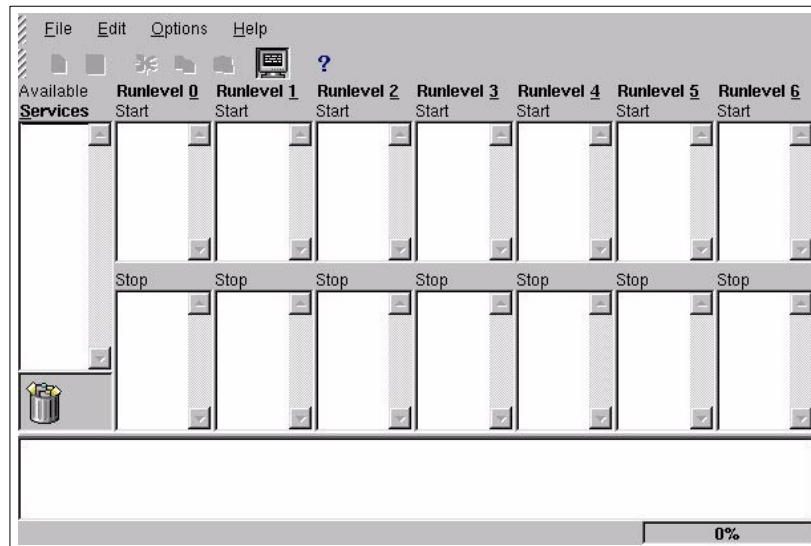 File Edit Options Help
?
Available Services
Runlevel 0 Runlevel 1 Runlevel 2 Runlevel 3 Runlevel 4 Runlevel 5 Runlevel 6
Start Start Start Start Start Start Start
Stop Stop Stop Stop Stop Stop Stop
0%